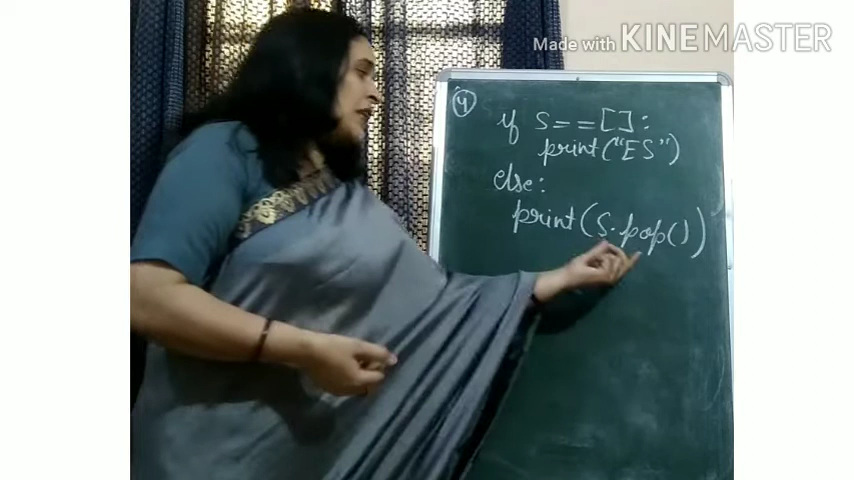 Made with KINEMASTER
4
if S==[]:
print("ES")
else:
print(S.pop())